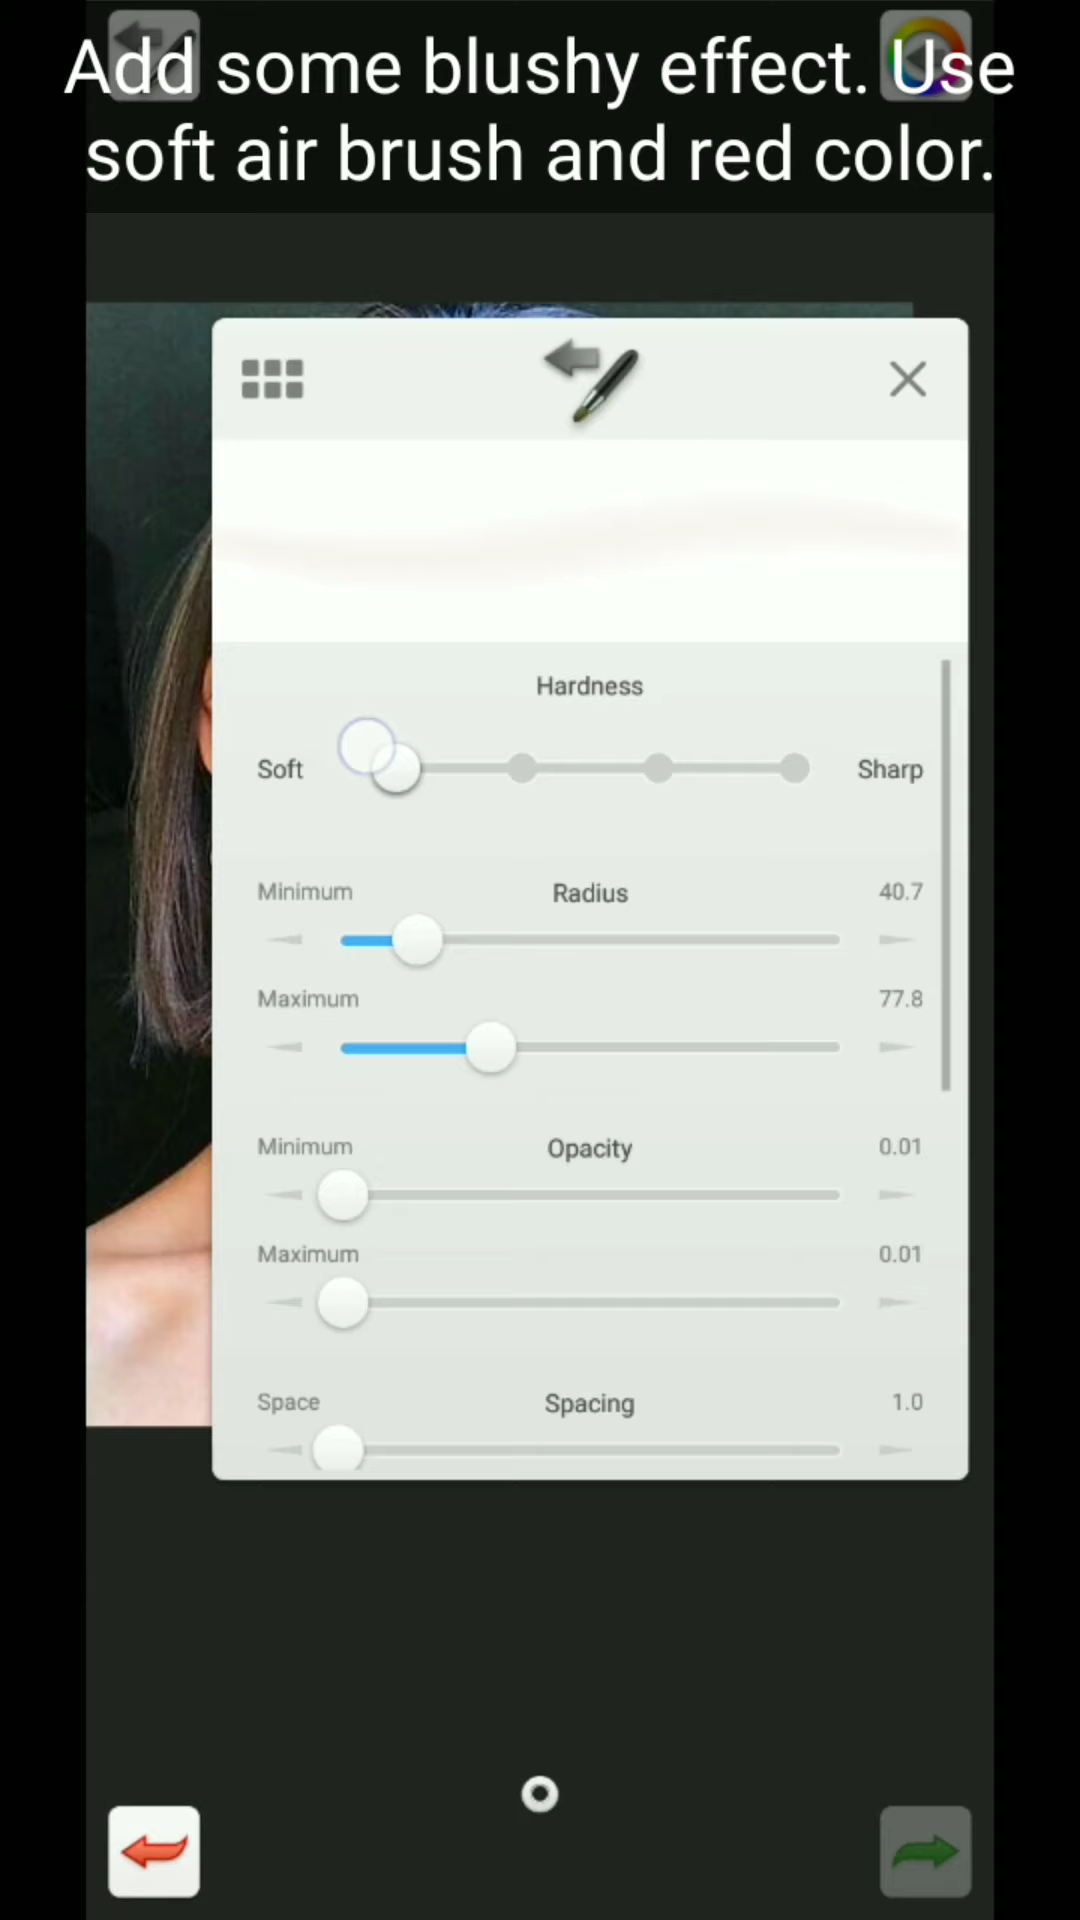 Add some blushy effect. Use
soft air brush and red color.
Hardness
Soft Sharp
Minimum Radius 40.7
Maximum 77.8
Minimum Opacity 0.01
Maximum 0.01
Space Spacing 1.0